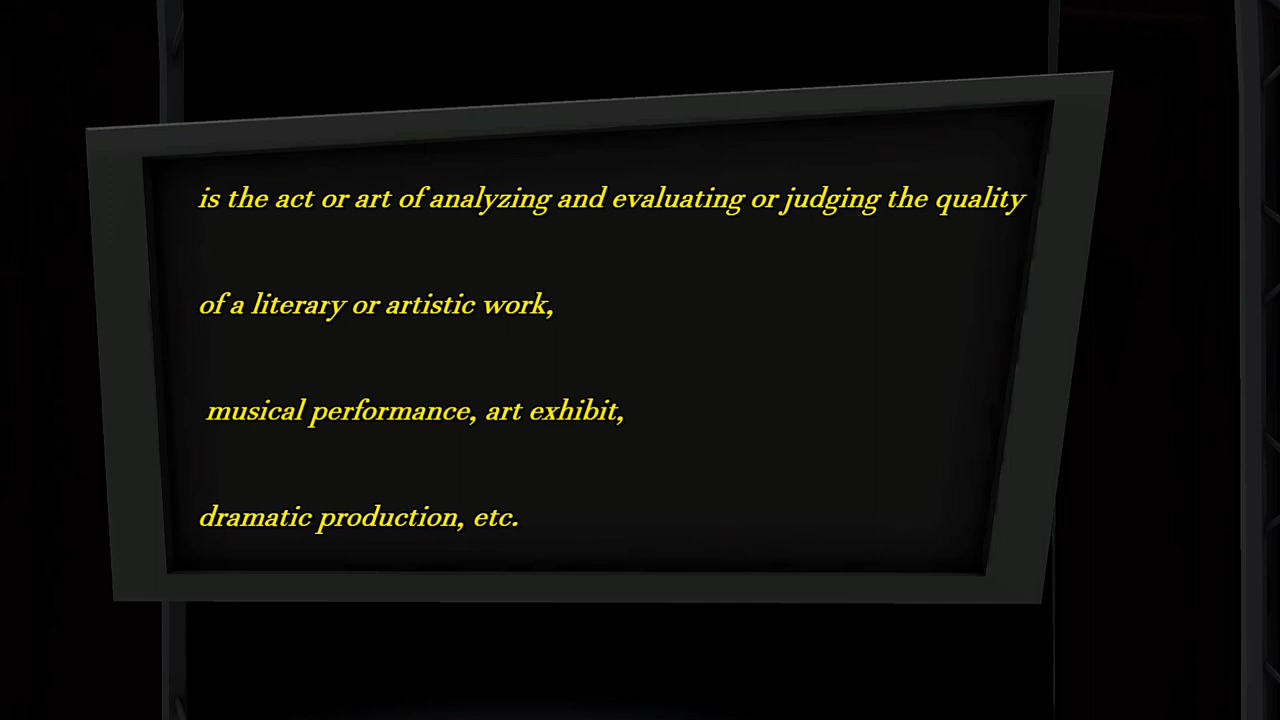 is the act or art of analyzing and evaluating or judging the quality
of a literary or artistic work,
musical performance, art exhibit,
dramatic production, etc.